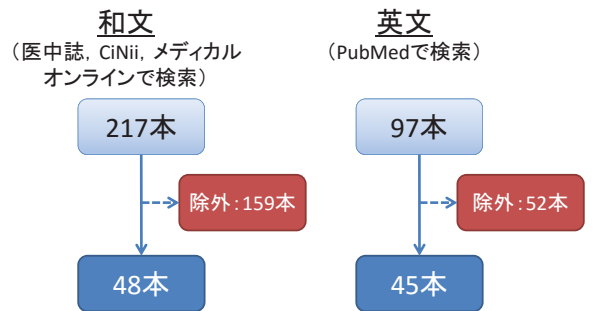 和文
（医中誌，CiNii，メディカル
オンラインで検索）
217本
除外：159本
48本
英文
（PubMedで検索）
97本
除外：52本
45本